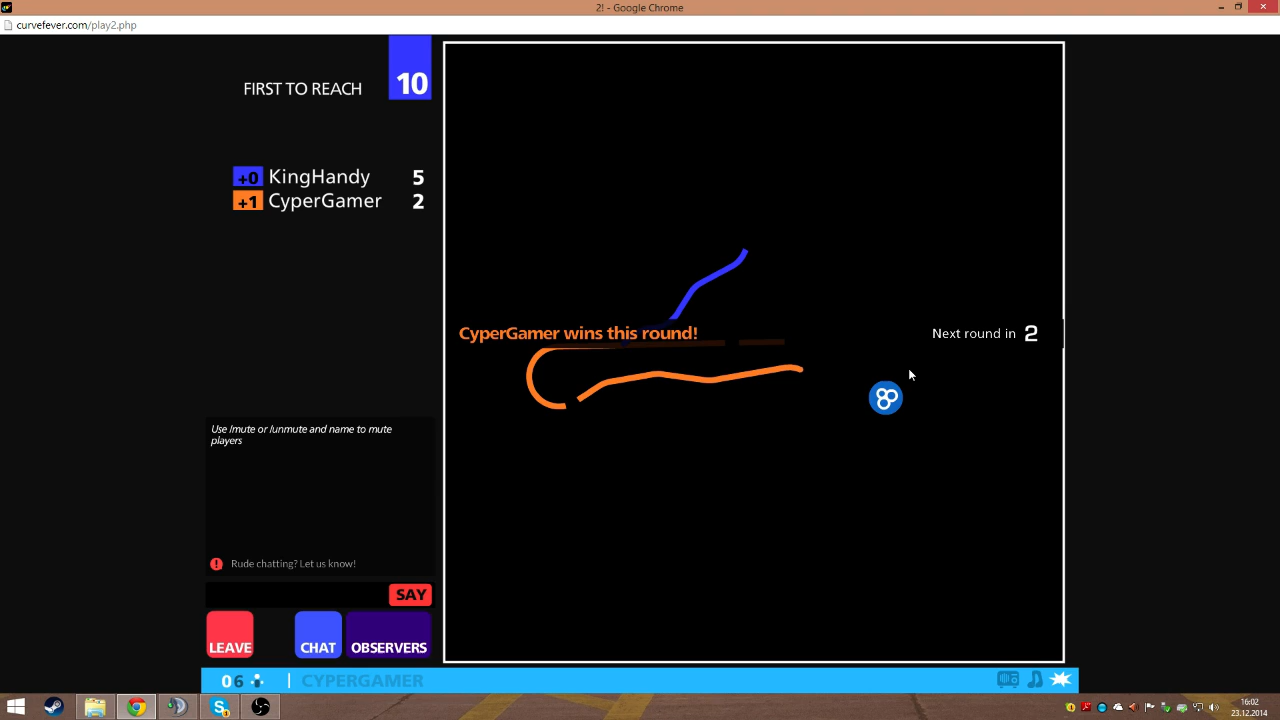 2! - Google Chrome
curvefever.com/play2.php
FIRST TO REACH 10
+0 KingHandy 5
+1 CyperGamer 2
CyperGamer wins this round! Next round in 2
Use /mute or /unmute and name to mute
players
Rude chatting? Let us know!
SAY
LEAVE CHAT OBSERVERS
06 CYPERGAMER
16:02
23.12.2014